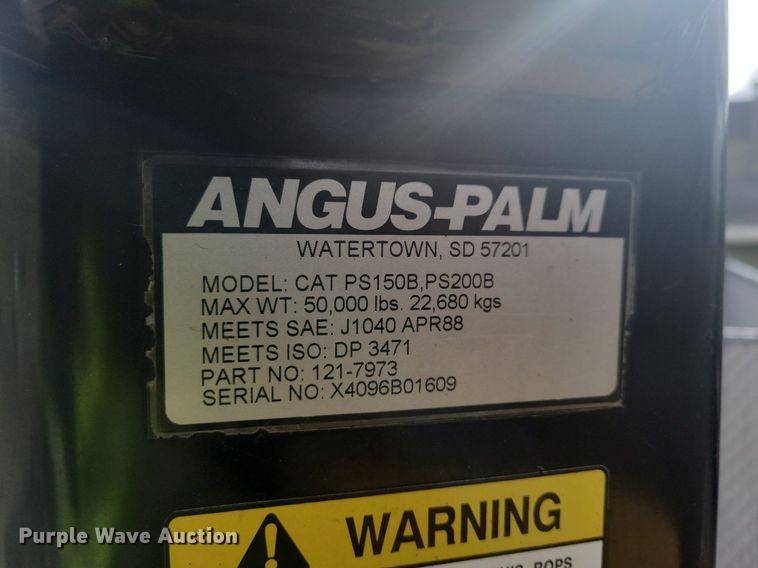 ANGUS-PALM
WATERTOWN, SD 57201
MODEL: CAT PS150B,PS200B
MAX WT: 50,000 lbs. 22,680 kgs
MEETS SAE: J1040 APR88
MEETS ISO: DP 3471
PART NO: 121-7973
SERIAL NO: X4096B01609
WARNING
ROPS
Purple Wave Auction